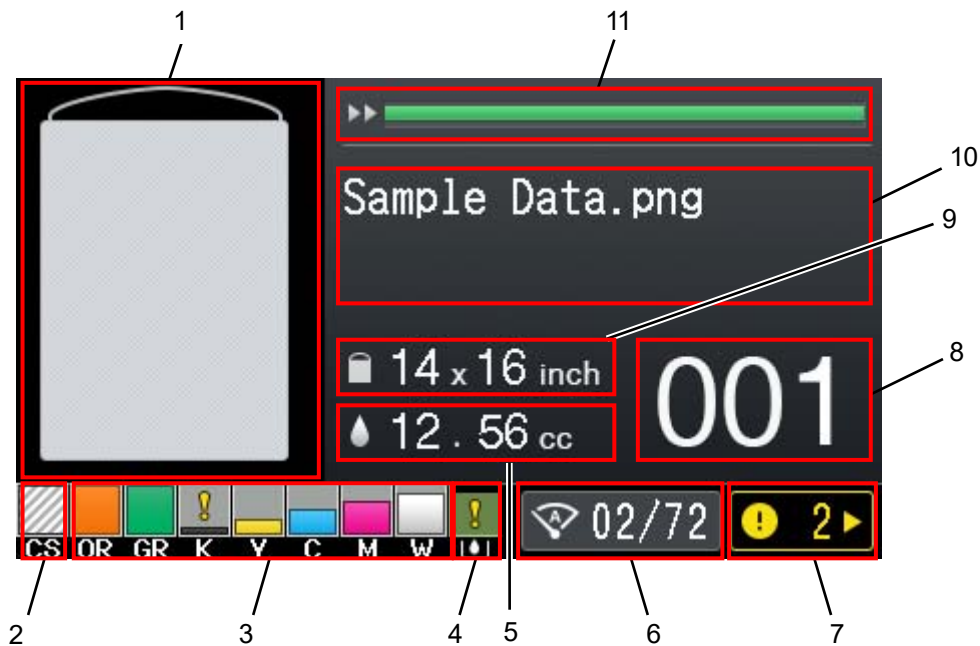 1 11
10
Sample Data.png
9
14 x 16 inch
8
001
12 . 56 cc
! ! A 02/72 ! 2
CS OR GR K Y C M W
2 3 4 5 6 7